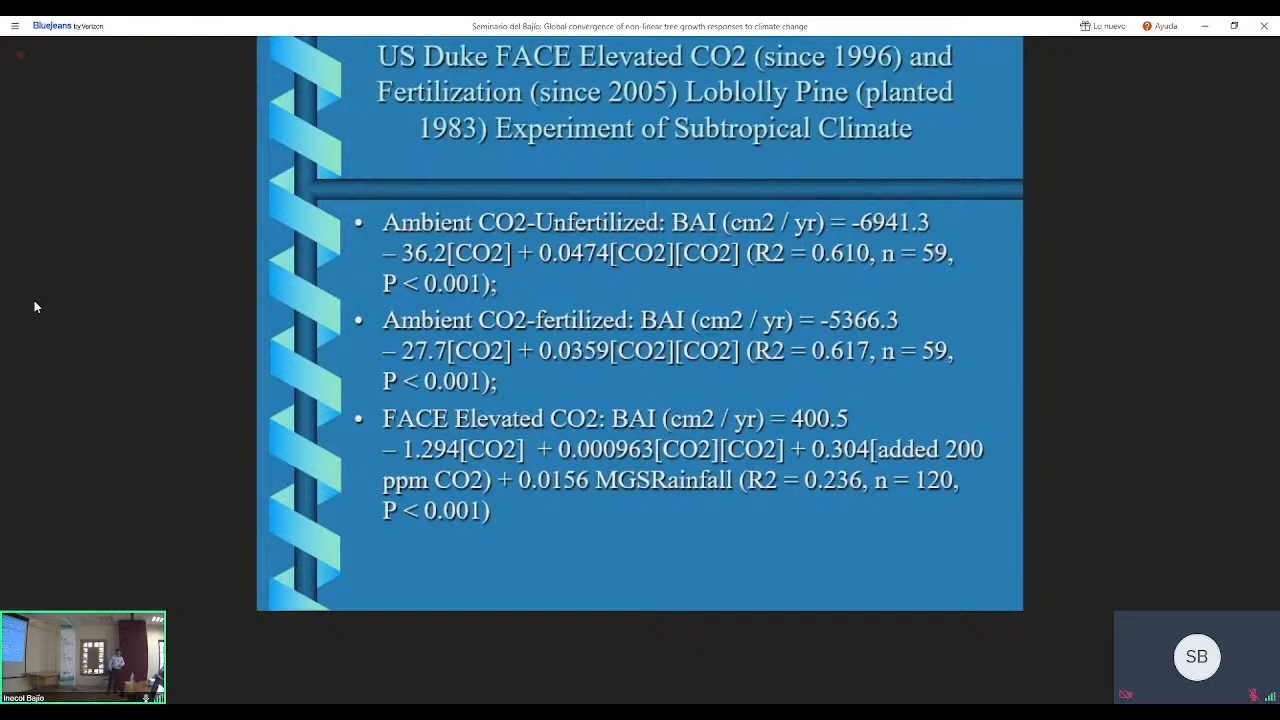 BlueJeans by Verizon
Seminario del Bajío: Global convergence of non-linear tree growth responses to climate change
Lo nuevo
Ayuda
US Duke FACE Elevated CO2 (since 1996) and
Fertilization (since 2005) Loblolly Pine (planted
1983) Experiment of Subtropical Climate
• Ambient CO2-Unfertilized: BAI (cm2 / yr) = -6941.3
– 36.2[CO2] + 0.0474[CO2][CO2] (R2 = 0.610, n = 59,
P < 0.001);
• Ambient CO2-fertilized: BAI (cm2 / yr) = -5366.3
– 27.7[CO2] + 0.0359[CO2][CO2] (R2 = 0.617, n = 59,
P < 0.001);
• FACE Elevated CO2: BAI (cm2 / yr) = 400.5
– 1.294[CO2] + 0.000963[CO2][CO2] + 0.304[added 200
ppm CO2) + 0.0156 MGSRainfall (R2 = 0.236, n = 120,
P < 0.001)
Inecol Bajío
SB